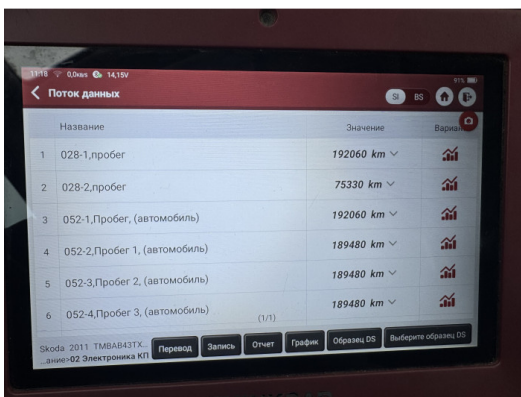 11:18 0,0кв/s 14,15V 91%
Поток данных SI BS
Название Значение Вариан
1 028-1,пробег 192060 km
2 028-2,пробег 75330 km
3 052-1,Пробег, (автомобиль) 192060 km
4 052-2,Пробег 1, (автомобиль) 189480 km
5 052-3,Пробег 2, (автомобиль) 189480 km
6 052-4,Пробег 3, (автомобиль) 189480 km
(1/1)
Skoda 2011 TMBAB43TX...
...ание>02 Электроника КП
Перевод Запись Отчет График Образец DS Выберите образец DS